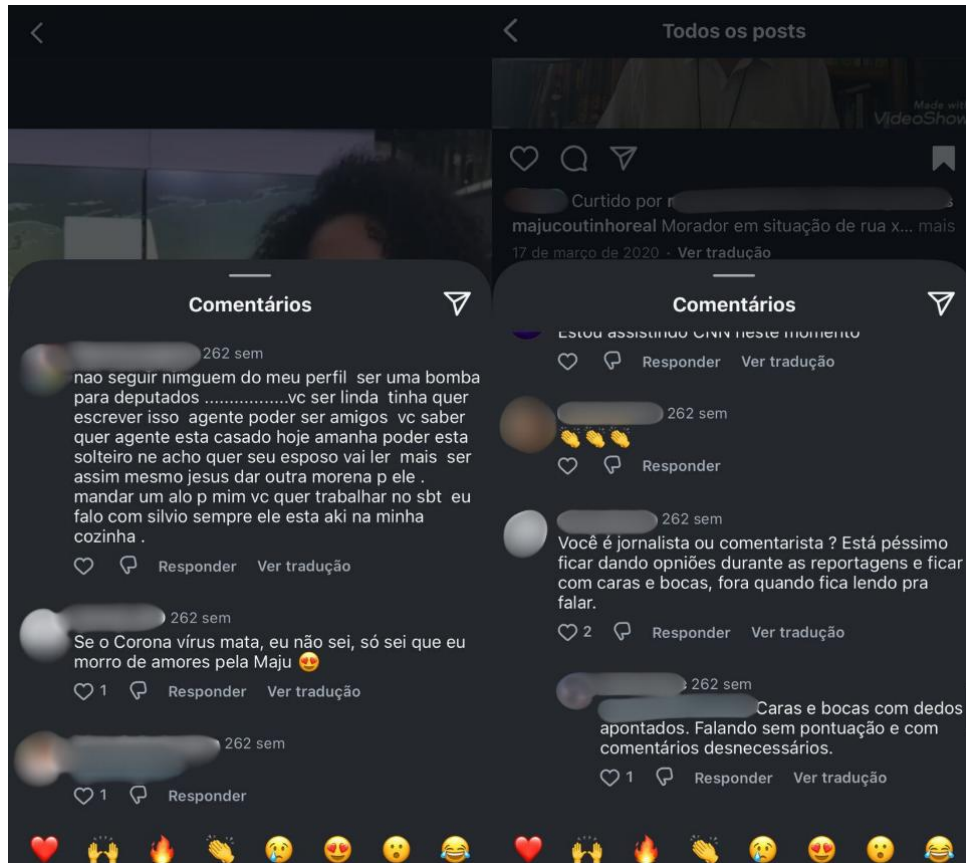 Comentários
262 sem
nao seguir nimguem do meu perfil ser uma bomba
para deputados .................vc ser linda tinha quer
escrever isso agente poder ser amigos vc saber
quer agente esta casado hoje amanha poder esta
solteiro ne acho quer seu esposo vai ler mais ser
assim mesmo jesus dar outra morena p ele .
mandar um alo p mim vc quer trabalhar no sbt eu
falo com silvio sempre ele esta aki na minha
cozinha .
Responder Ver tradução
262 sem
Se o Corona vírus mata, eu não sei, só sei que eu
morro de amores pela Maju 😍
1 Responder Ver tradução
262 sem
1 Responder
❤️ 🙌 🔥 👏 😢 😍 😮 😂
Todos os posts
Made with
VideoShow
Curtido por
majucoutinhoreal Morador em situação de rua x... mais
17 de março de 2020 · Ver tradução
Comentários
Estou assistindo CNN neste momento
Responder Ver tradução
262 sem
👏👏👏
Responder
262 sem
Você é jornalista ou comentarista ? Está péssimo
ficar dando opniões durante as reportagens e ficar
com caras e bocas, fora quando fica lendo pra
falar.
2 Responder Ver tradução
262 sem
Caras e bocas com dedos
apontados. Falando sem pontuação e com
comentários desnecessários.
1 Responder Ver tradução
❤️ 🙌 🔥 👏 😢 😍 😮 😂